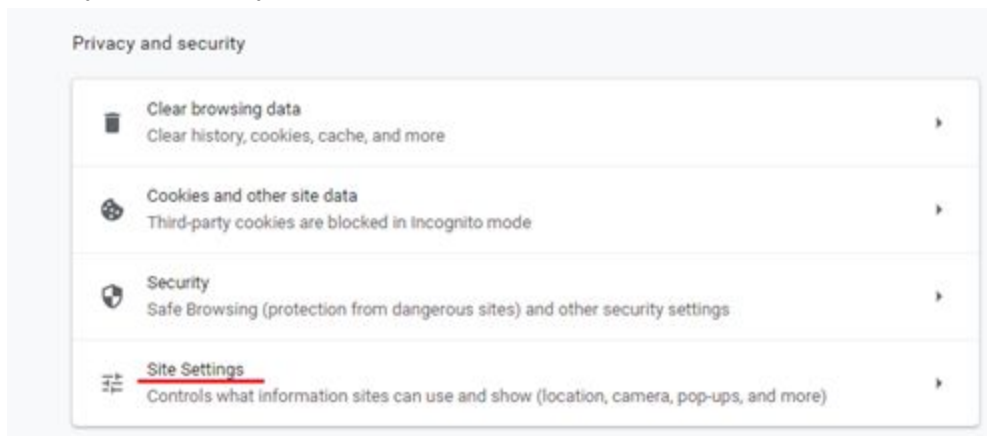 Privacy and security
Clear browsing data
Clear history, cookies, cache, and more
Cookies and other site data
Third-party cookies are blocked in Incognito mode
Security
Safe Browsing (protection from dangerous sites) and other security settings
Site Settings
Controls what information sites can use and show (location, camera, pop-ups, and more)